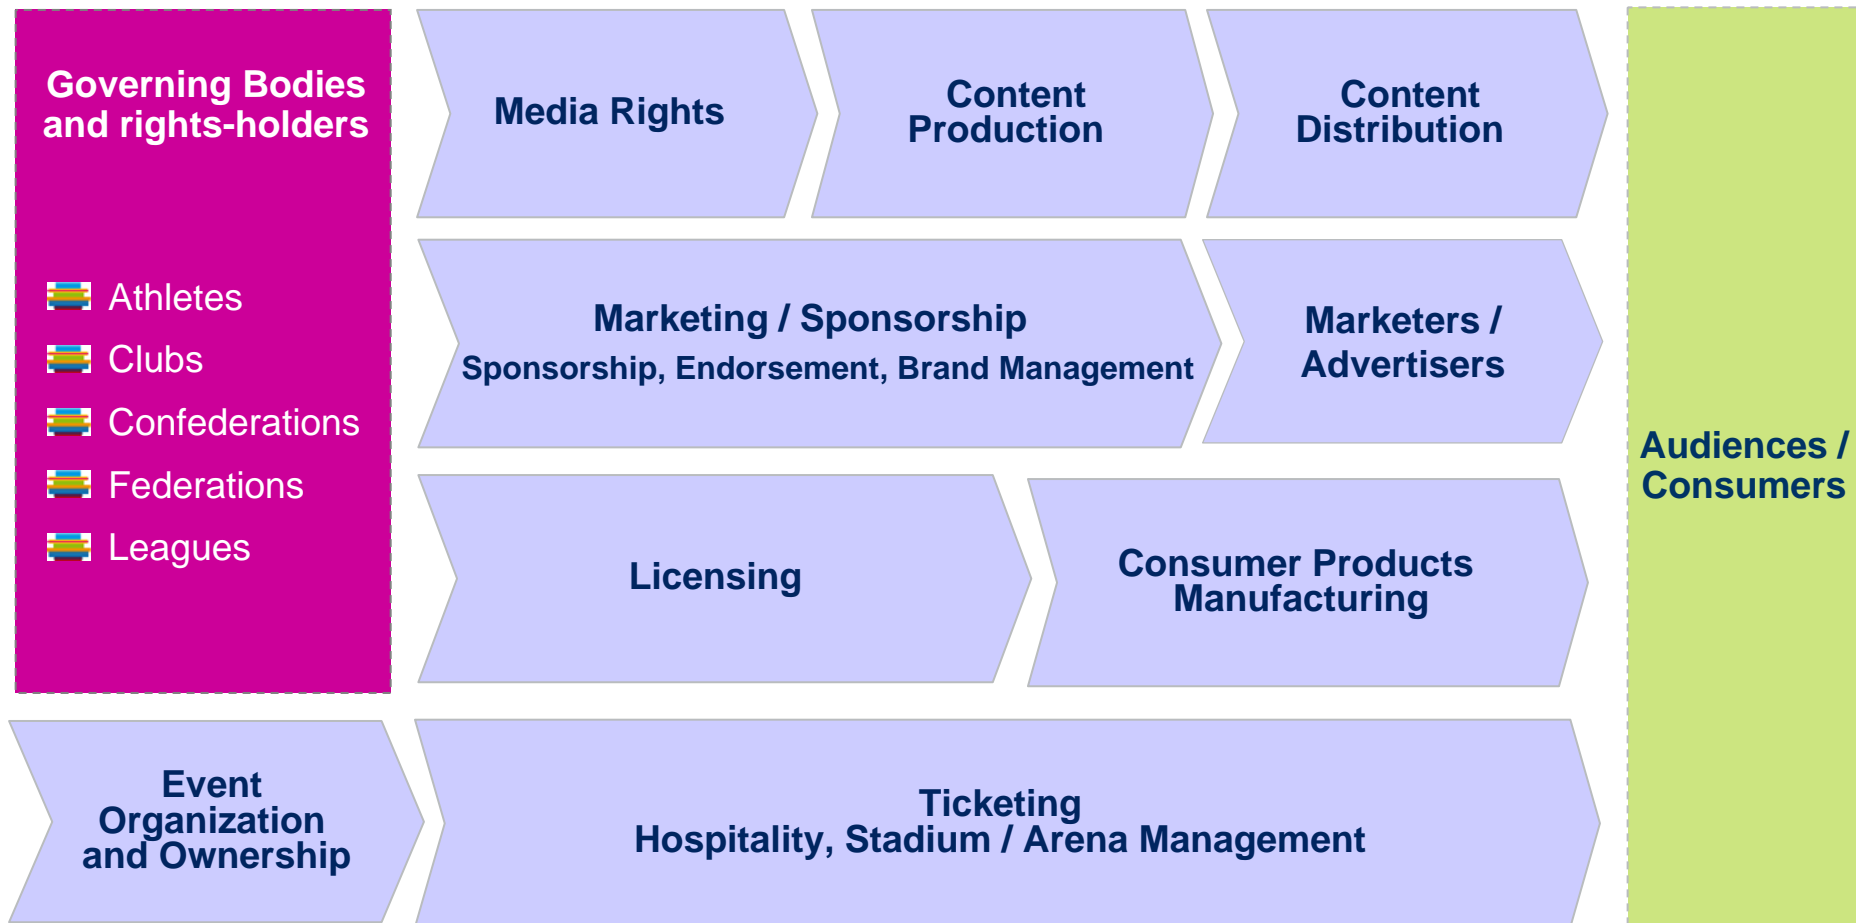 Governing Bodies
and rights-holders
Athletes
Clubs
Confederations
Federations
Leagues
Media Rights
Content
Production
Content
Distribution
Marketing / Sponsorship
Sponsorship, Endorsement, Brand Management
Marketers /
Advertisers
Licensing
Consumer Products
Manufacturing
Event
Organization
and Ownership
Ticketing
Hospitality, Stadium / Arena Management
Audiences /
Consumers